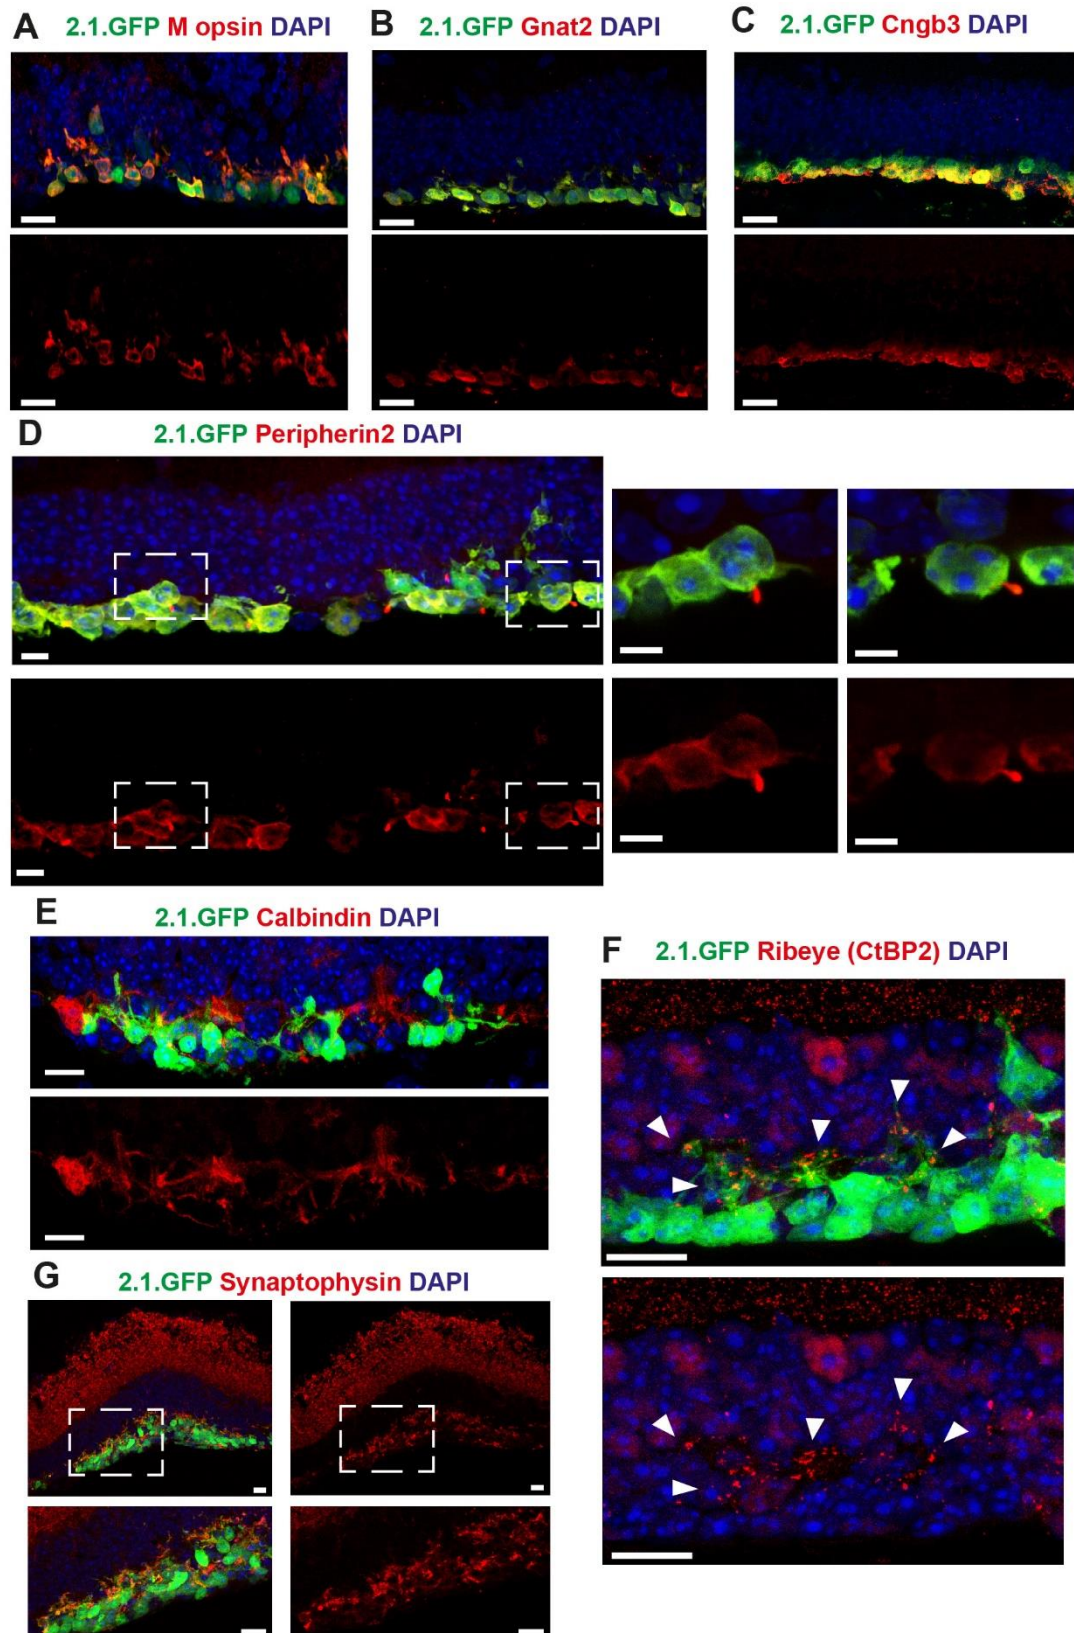 A 2.1.GFP M opsin DAPI
B 2.1.GFP Gnat2 DAPI
C 2.1.GFP Cngb3 DAPI
D 2.1.GFP Peripherin2 DAPI
E 2.1.GFP Calbindin DAPI
F 2.1.GFP Ribeye (CtBP2) DAPI
G 2.1.GFP Synaptophysin DAPI